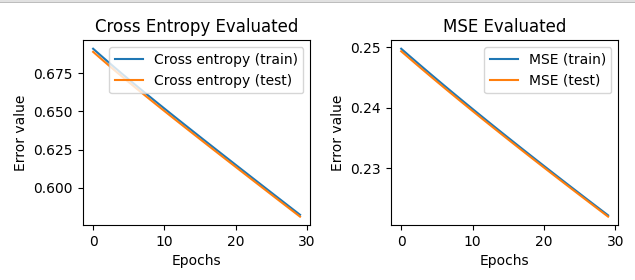 Cross Entropy Evaluated
Cross entropy (train)
Cross entropy (test)
0.675
0.650
0.625
0.600
Error value
0
10
20
30
Epochs
MSE Evaluated
MSE (train)
MSE (test)
0.25
0.24
0.23
Error value
0
10
20
30
Epochs